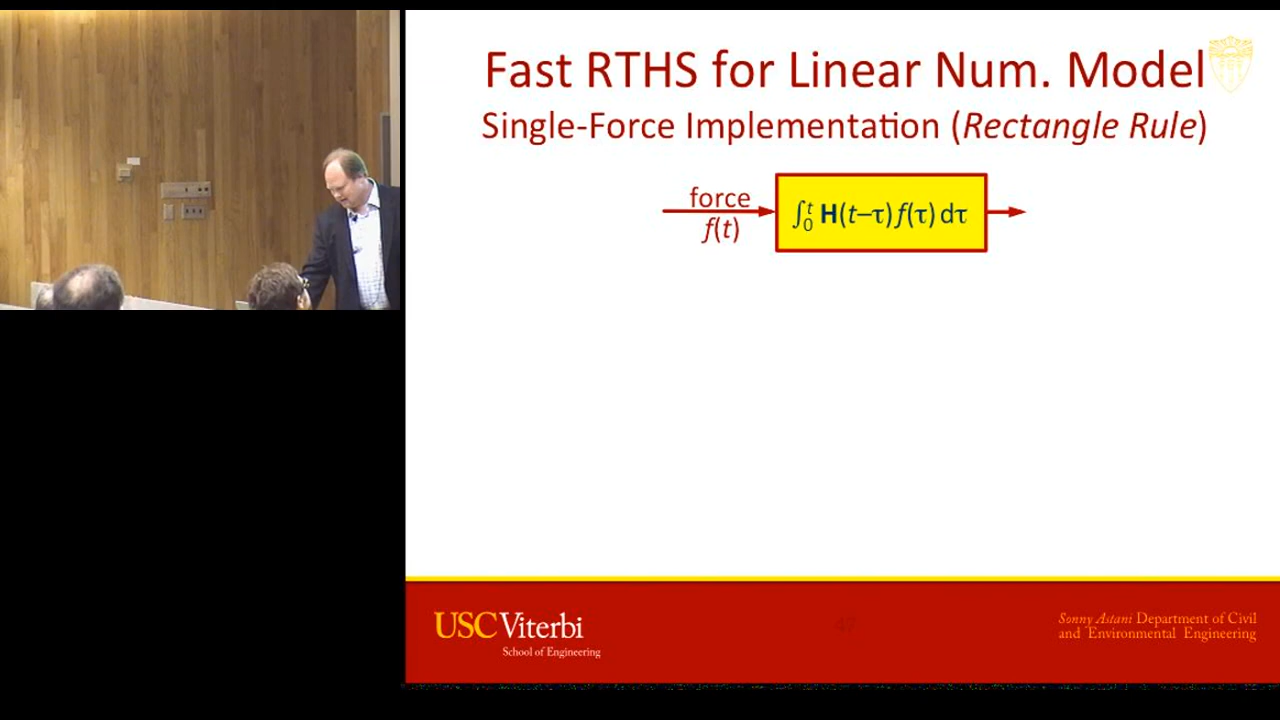 Fast RTHS for Linear Num. Model
Single-Force Implementation (Rectangle Rule)
force
f(t)
∫₀ᵗ H(t–τ) f(τ) dτ
USC Viterbi
School of Engineering
47
Sonny Astani Department of Civil
and Environmental Engineering